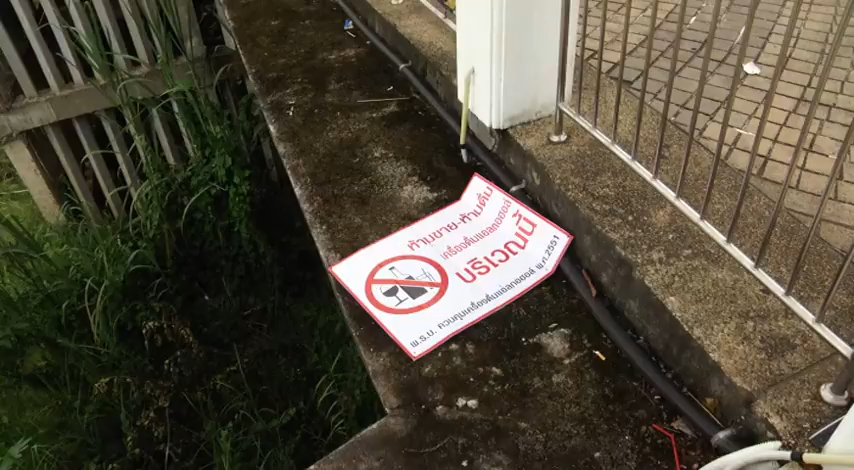 ห้ามขาย-ห้ามดื่ม
เครื่องดื่มแอลกอฮอล์
บริเวณนี้
พ.ร.บ. ควบคุมเครื่องดื่มแอลกอฮอล์ พ.ศ.2551